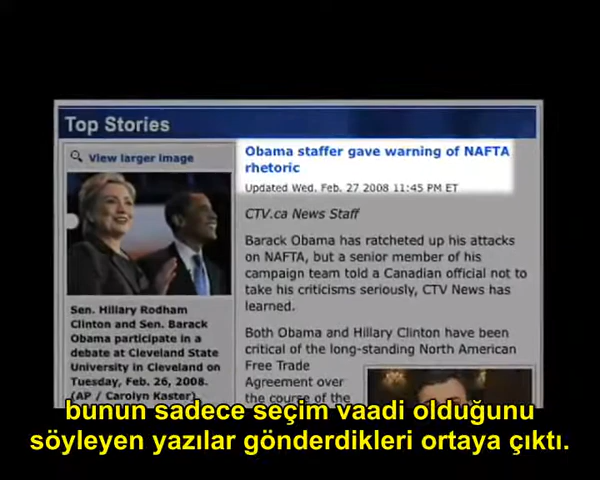 Top Stories
View larger image
Obama staffer gave warning of NAFTA
rhetoric
Updated Wed. Feb. 27 2008 11:45 PM ET
CTV.ca News Staff
Barack Obama has ratcheted up his attacks
on NAFTA, but a senior member of his
campaign team told a Canadian official not to
take his criticisms seriously, CTV News has
learned.
Both Obama and Hillary Clinton have been
critical of the long-standing North American
Free Trade
Agreement over
the course of the
Sen. Hillary Rodham
Clinton and Sen. Barack
Obama participate in a
debate at Cleveland State
University in Cleveland on
Tuesday, Feb. 26, 2008.
(AP / Carolyn Kaster)
bunun sadece seçim vaadi olduğunu
söyleyen yazılar gönderdikleri ortaya çıktı.